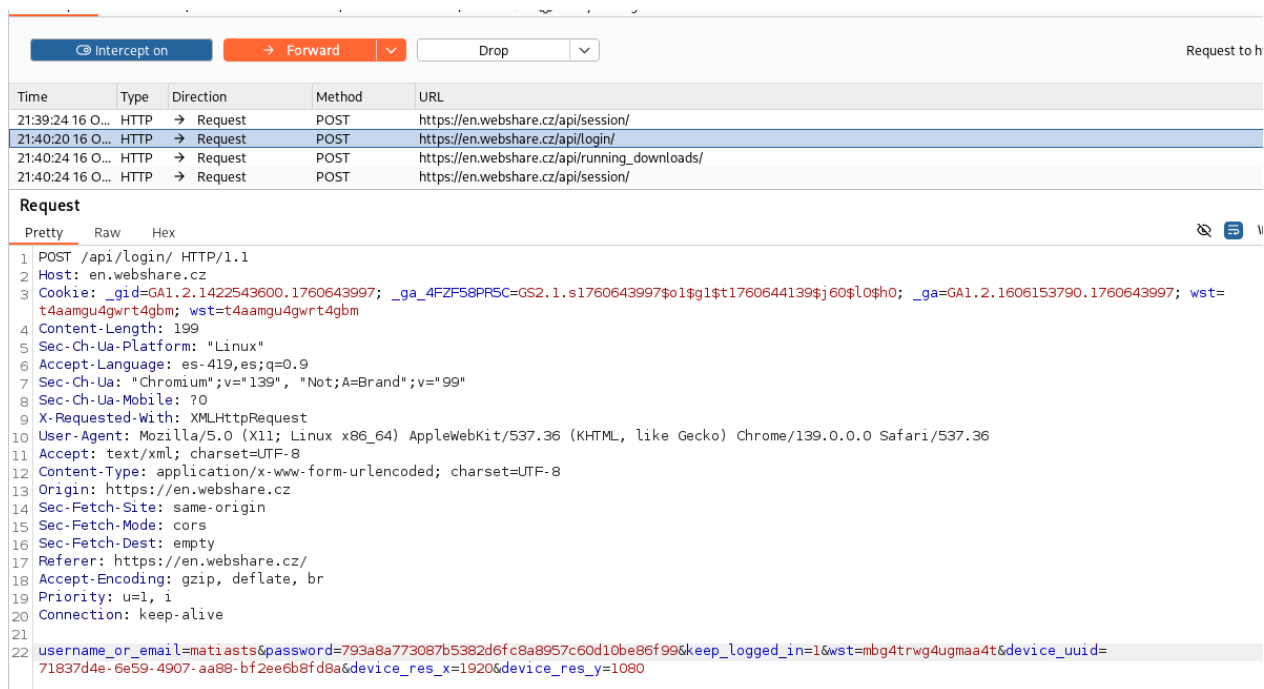 Intercept on
Forward
Drop
Request to h
Time Type Direction Method URL
21:39:24 16 O... HTTP → Request POST https://en.webshare.cz/api/session/
21:40:20 16 O... HTTP → Request POST https://en.webshare.cz/api/login/
21:40:24 16 O... HTTP → Request POST https://en.webshare.cz/api/running_downloads/
21:40:24 16 O... HTTP → Request POST https://en.webshare.cz/api/session/
Request
Pretty Raw Hex
1 POST /api/login/ HTTP/1.1
2 Host: en.webshare.cz
3 Cookie: _gid=GA1.2.1422543600.1760643997; _ga_4FZF58PR5C=GS2.1.s1760643997$o1$g1$t1760644139$j60$l0$h0; _ga=GA1.2.1606153790.1760643997; wst=
t4aamgu4gwrt4gbm; wst=t4aamgu4gwrt4gbm
4 Content-Length: 199
5 Sec-Ch-Ua-Platform: "Linux"
6 Accept-Language: es-419,es;q=0.9
7 Sec-Ch-Ua: "Chromium";v="139", "Not;A=Brand";v="99"
8 Sec-Ch-Ua-Mobile: ?0
9 X-Requested-With: XMLHttpRequest
10 User-Agent: Mozilla/5.0 (X11; Linux x86_64) AppleWebKit/537.36 (KHTML, like Gecko) Chrome/139.0.0.0 Safari/537.36
11 Accept: text/xml; charset=UTF-8
12 Content-Type: application/x-www-form-urlencoded; charset=UTF-8
13 Origin: https://en.webshare.cz
14 Sec-Fetch-Site: same-origin
15 Sec-Fetch-Mode: cors
16 Sec-Fetch-Dest: empty
17 Referer: https://en.webshare.cz/
18 Accept-Encoding: gzip, deflate, br
19 Priority: u=1, i
20 Connection: keep-alive
21
22 username_or_email=matiasts&password=793a8a773087b5382d6fc8a8957c60d10be86f99&keep_logged_in=1&wst=mbg4trwg4ugmaa4t&device_uuid=
71837d4e-6e59-4907-aa88-bf2ee6b8fd8a&device_res_x=1920&device_res_y=1080